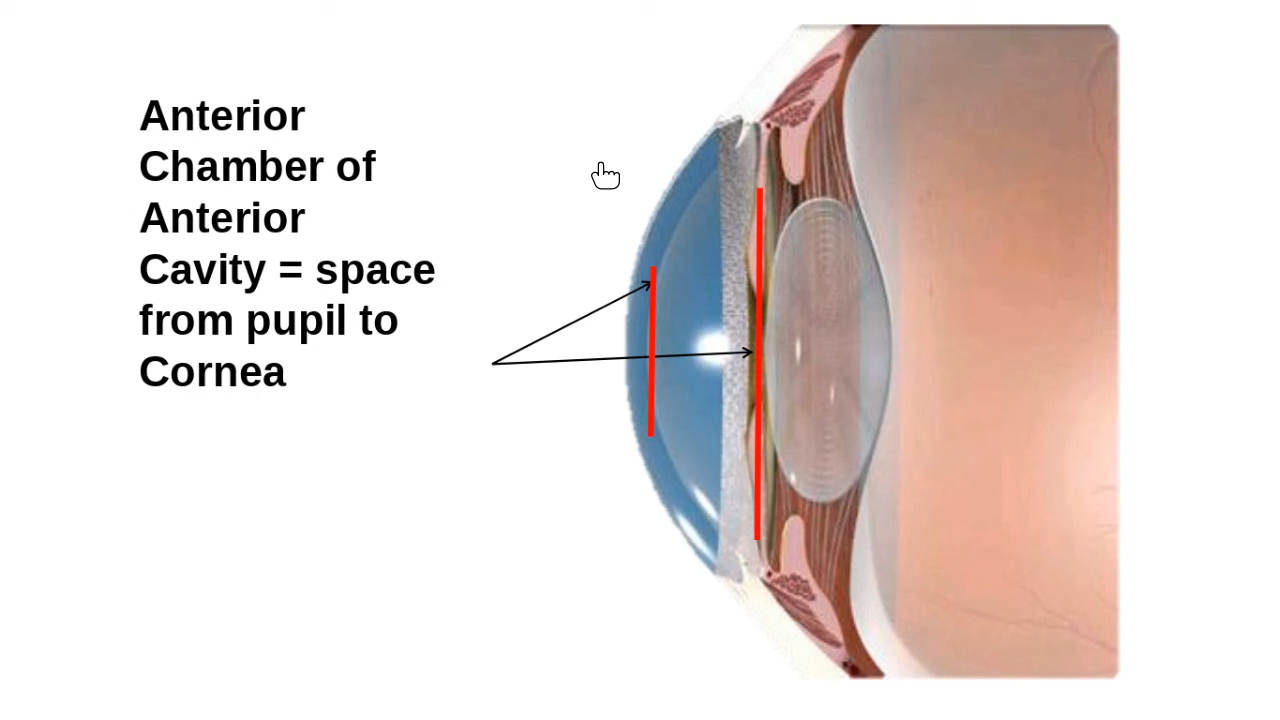 Anterior
Chamber of
Anterior
Cavity = space
from pupil to
Cornea